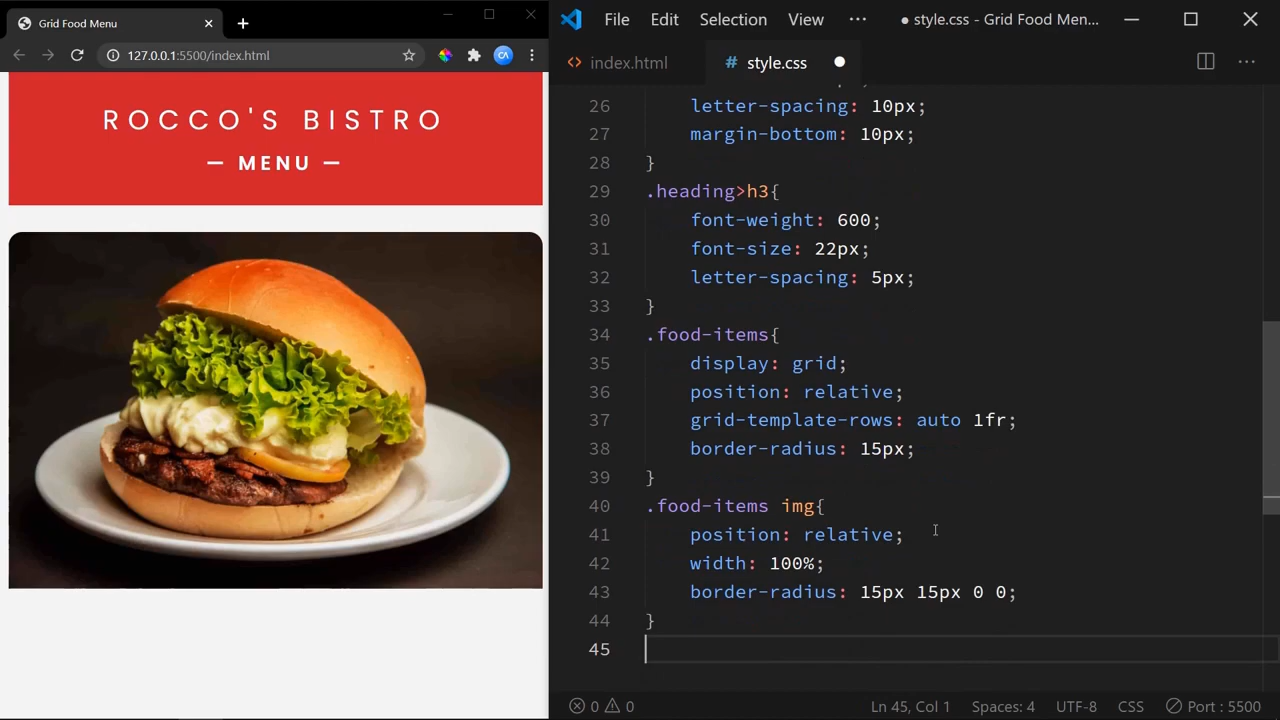 Grid Food Menu
127.0.0.1:5500/index.html
CA
ROCCO'S BISTRO
— MENU —
File Edit Selection View ··· ● style.css - Grid Food Men...
<> index.html
# style.css ●
26 letter-spacing: 10px;
27 margin-bottom: 10px;
28 }
29 .heading>h3{
30 font-weight: 600;
31 font-size: 22px;
32 letter-spacing: 5px;
33 }
34 .food-items{
35 display: grid;
36 position: relative;
37 grid-template-rows: auto 1fr;
38 border-radius: 15px;
39 }
40 .food-items img{
41 position: relative;
42 width: 100%;
43 border-radius: 15px 15px 0 0;
44 }
45
0 0 Ln 45, Col 1 Spaces: 4 UTF-8 CSS Port : 5500